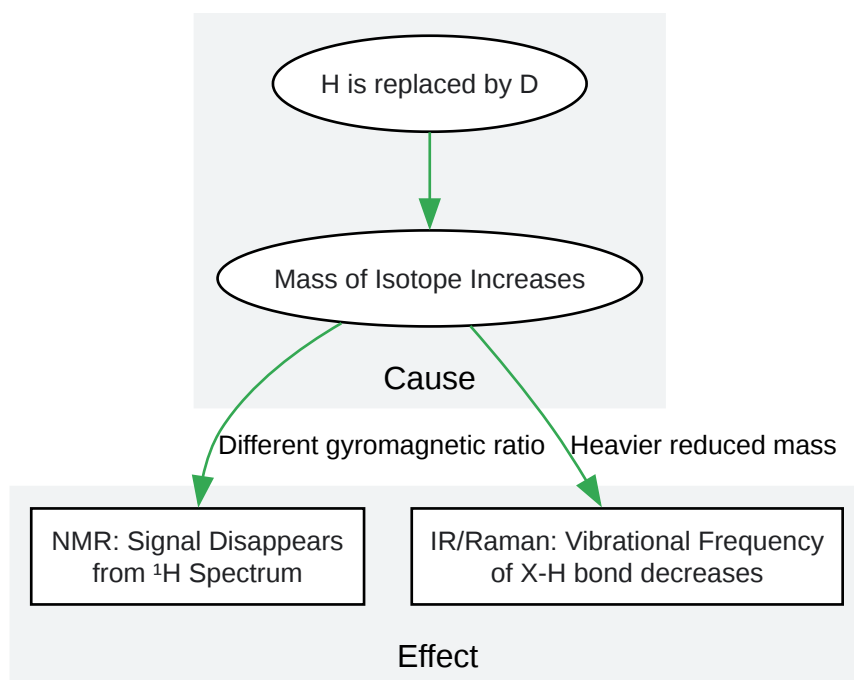 H is replaced by D
Mass of Isotope Increases
Cause
Different gyromagnetic ratio
Heavier reduced mass
NMR: Signal Disappears
from ¹H Spectrum
IR/Raman: Vibrational Frequency
of X-H bond decreases
Effect